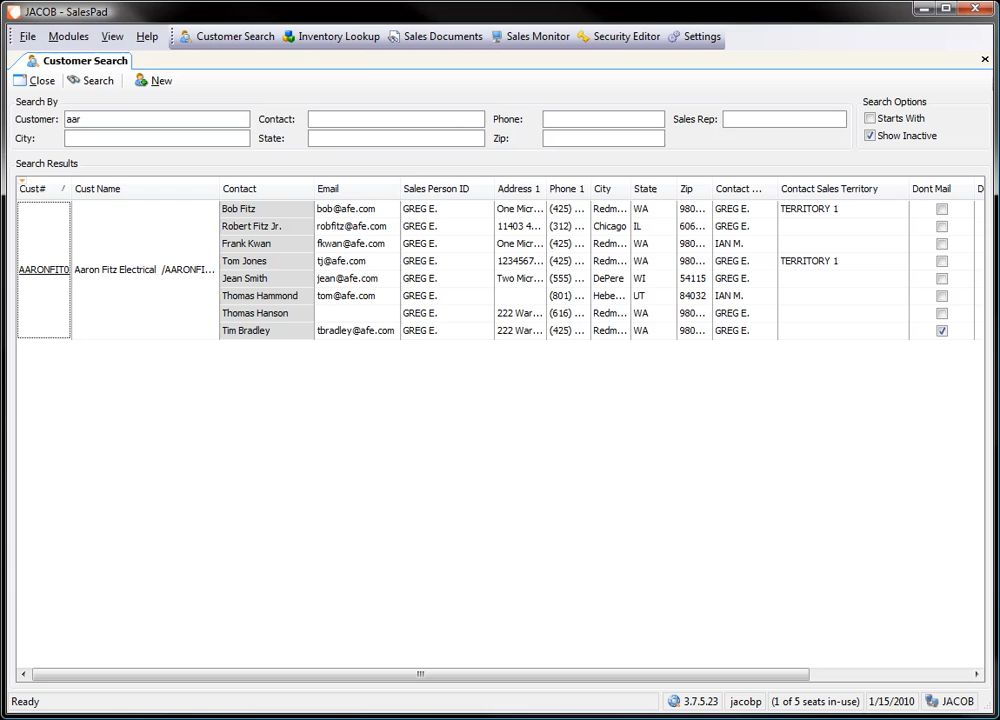 JACOB - SalesPad
File Modules View Help Customer Search Inventory Lookup Sales Documents Sales Monitor Security Editor Settings
Customer Search
Close Search New
Search By Search Options
Customer: aar Contact: Phone: Sales Rep: Starts With
City: State: Zip: Show Inactive
Search Results
Cust# / Cust Name Contact Email Sales Person ID Address 1 Phone 1 City State Zip Contact ... Contact Sales Territory Dont Mail D
Bob Fitz bob@afe.com GREG E. One Micr... (425) ... Redm... WA 980... GREG E. TERRITORY 1
Robert Fitz Jr. robfitz@afe.com GREG E. 11403 4... (312) ... Chicago IL 606... GREG E.
Frank Kwan fkwan@afe.com GREG E. One Micr... (425) ... Redm... WA 980... IAN M.
Tom Jones tj@afe.com GREG E. 1234567... (425) ... Redm... WA 980... GREG E. TERRITORY 1
AARONFIT0 Aaron Fitz Electrical /AARONFI...
Jean Smith jean@afe.com GREG E. Two Micr... (555) ... DePere WI 54115 GREG E.
Thomas Hammond tom@afe.com GREG E. (801) ... Hebe... UT 84032 IAN M.
Thomas Hanson GREG E. 222 War... (616) ... Redm... WA 980... GREG E.
Tim Bradley tbradley@afe.com GREG E. 222 War... (425) ... Redm... WA 980... GREG E.
Ready 3.7.5.23 jacobp (1 of 5 seats in-use) 1/15/2010 JACOB